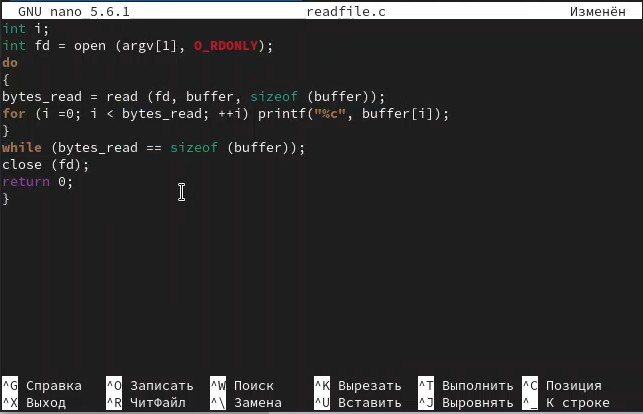 GNU nano 5.6.1 readfile.c Изменён
int i;
int fd = open (argv[1], O_RDONLY);
do
{
bytes_read = read (fd, buffer, sizeof (buffer));
for (i =0; i < bytes_read; ++i) printf("%c", buffer[i]);
}
while (bytes_read == sizeof (buffer));
close (fd);
return 0;
}
^G Справка ^O Записать ^W Поиск ^K Вырезать ^T Выполнить ^C Позиция
^X Выход ^R ЧитФайл ^\ Замена ^U Вставить ^J Выровнять ^_ К строке